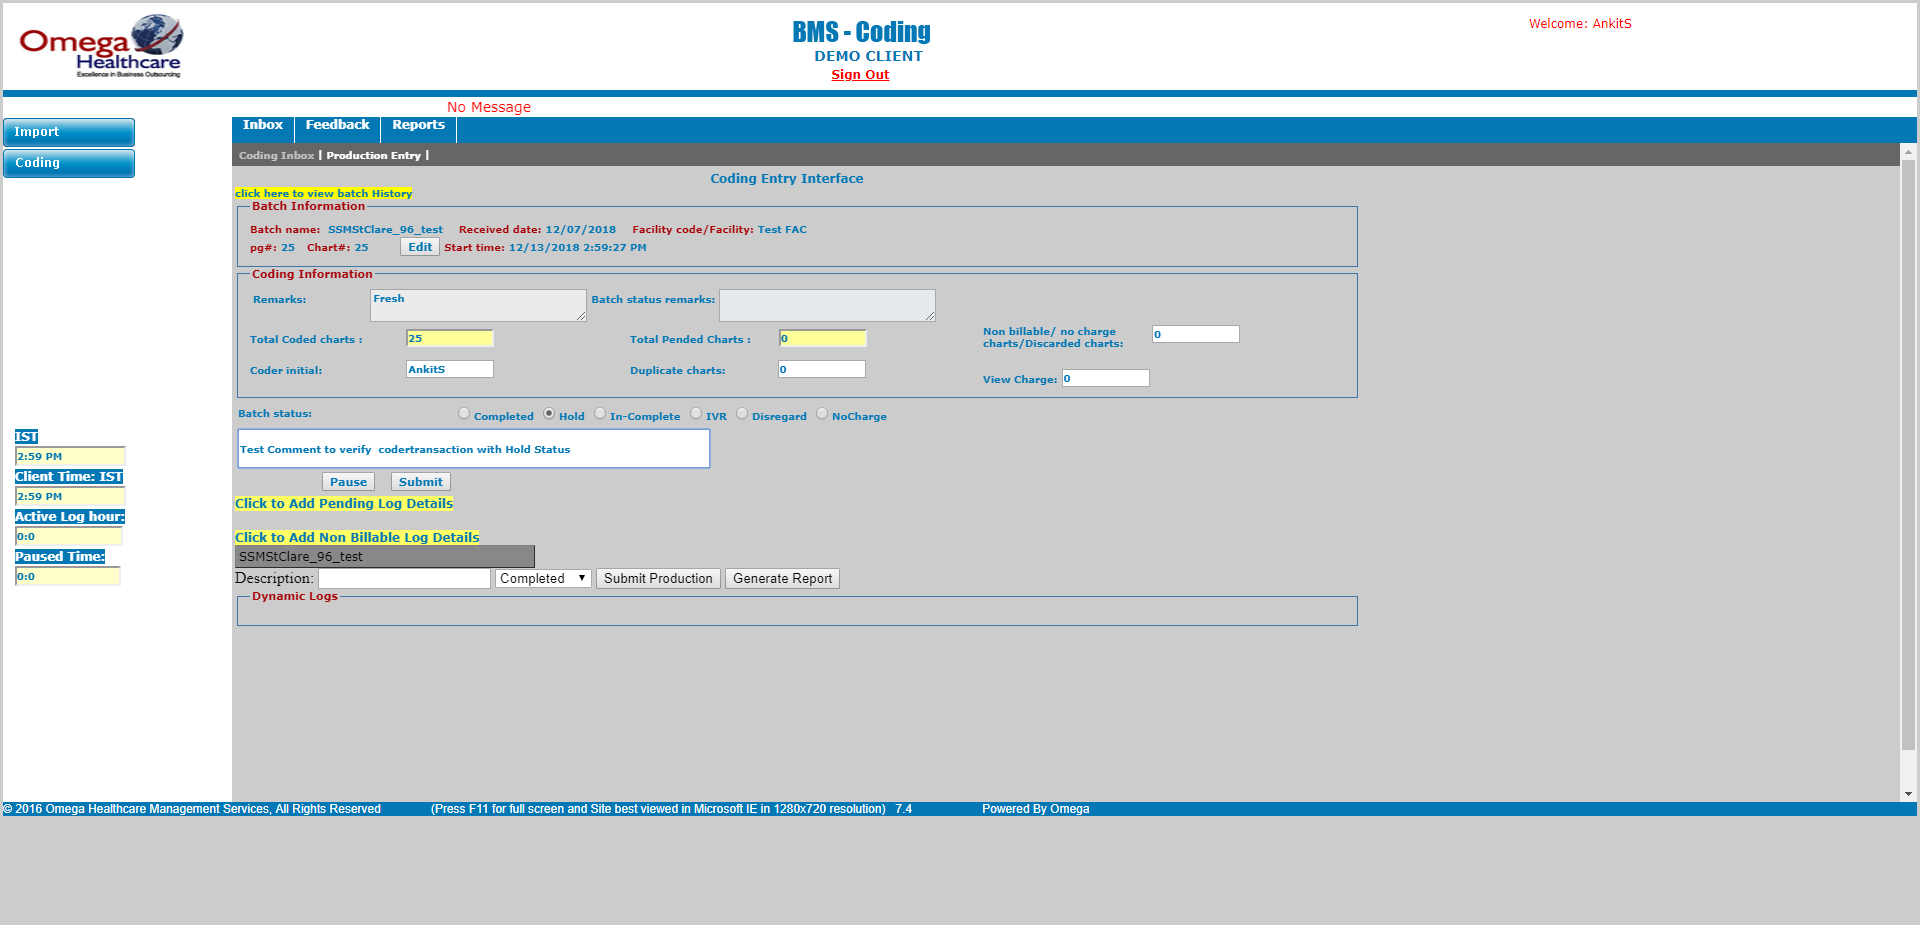 Omega
Healthcare
Excellence in Business Outsourcing
BMS - Coding
DEMO CLIENT
Sign Out
Welcome: AnkitS
No Message
Import
Coding
Inbox Feedback Reports
Coding Inbox | Production Entry |
Coding Entry Interface
click here to view batch History
Batch Information
Batch name: SSMStClare_96_test Received date: 12/07/2018 Facility code/Facility: Test FAC
pg#: 25 Chart#: 25 Edit Start time: 12/13/2018 2:59:27 PM
Coding Information
Remarks: Fresh Batch status remarks:
Total Coded charts : 25 Total Pended Charts : 0 Non billable/ no charge
charts/Discarded charts: 0
Coder initial: AnkitS Duplicate charts: 0 View Charge: 0
Batch status: Completed Hold In-Complete IVR Disregard NoCharge
Test Comment to verify  codertransaction with Hold Status
Pause Submit
Click to Add Pending Log Details
Click to Add Non Billable Log Details
SSMStClare_96_test
Description: Completed Submit Production Generate Report
Dynamic Logs
IST
2:59 PM
Client Time: IST
2:59 PM
Active Log hour:
0:0
Paused Time:
0:0
© 2016 Omega Healthcare Management Services, All Rights Reserved (Press F11 for full screen and Site best viewed in Microsoft IE in 1280x720 resolution) 7.4 Powered By Omega